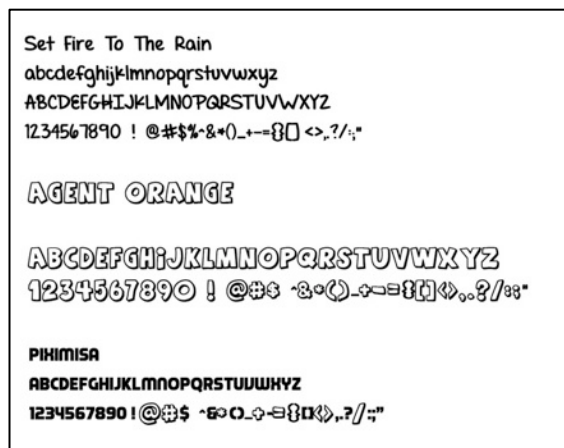 Set Fire To The Rain
abcdefghijklmnopqrstuvwxyz
ABCDEFGHIJKLMNOPQRSTUVWXYZ
1234567890 ! @#$%^&*()_+-={}[] <>,.?/:;"
AGENT ORANGE
ABCDEFGHiJKLMNOPQRSTUVWXYZ
1234567890 ! @#$ ^&*()_+-={[}]<>,.?/:;"
PIXIMISA
ABCDEFGHIJKLMNOPQRSTUVWXYZ
1234567890 ! @#$ ^&*()_+-={}[]<>,.?/:;"